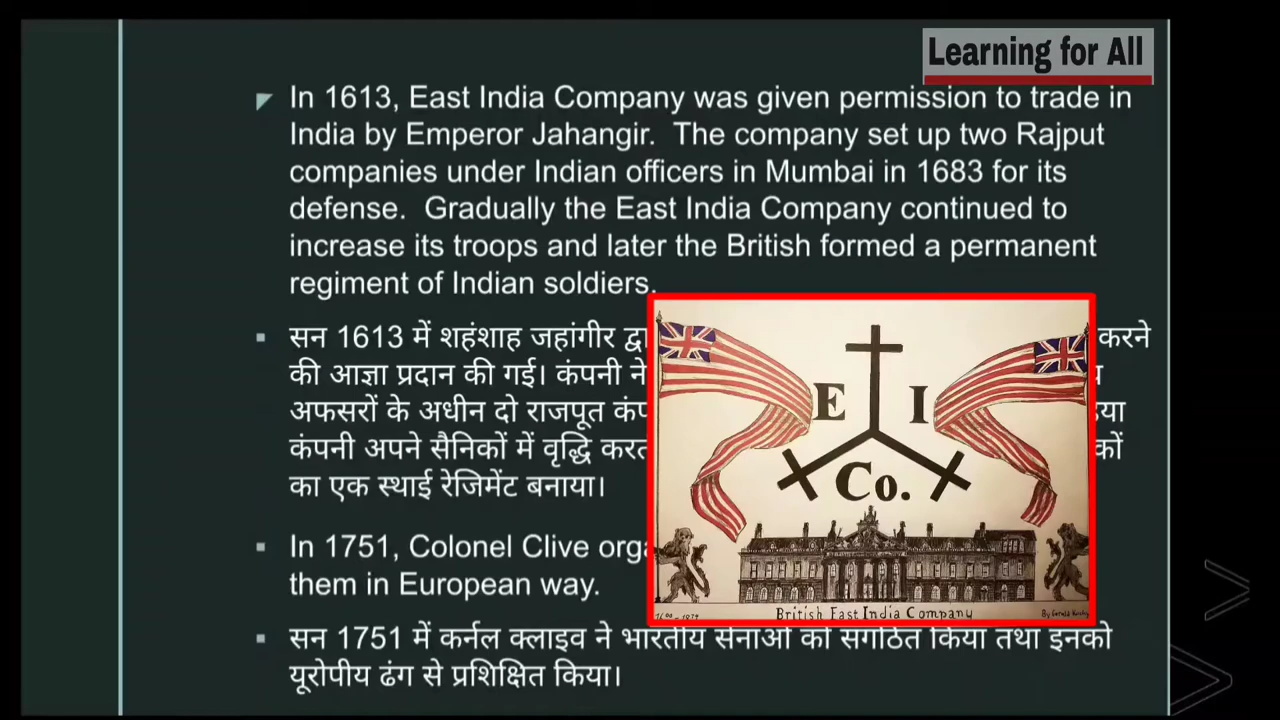 Learning for All
In 1613, East India Company was given permission to trade in
India by Emperor Jahangir. The company set up two Rajput
companies under Indian officers in Mumbai in 1683 for its
defense. Gradually the East India Company continued to
increase its troops and later the British formed a permanent
regiment of Indian soldiers.
सन 1613 में शहंशाह जहांगीर करने
की आज्ञा प्रदान की गई। कंपनी ने
अफसरों के अधीन दो राजपूत
कंपनी अपने सैनिकों में वृद्धि
का एक स्थाई रेजिमेंट बनाया।
E I
Co.
British East India Company
In 1751, Colonel Clive
them in European way.
सन 1751 में कर्नल क्लाइव ने भारतीय सेनाओं को संगठित किया तथा इनको
यूरोपीय ढंग से प्रशिक्षित किया।